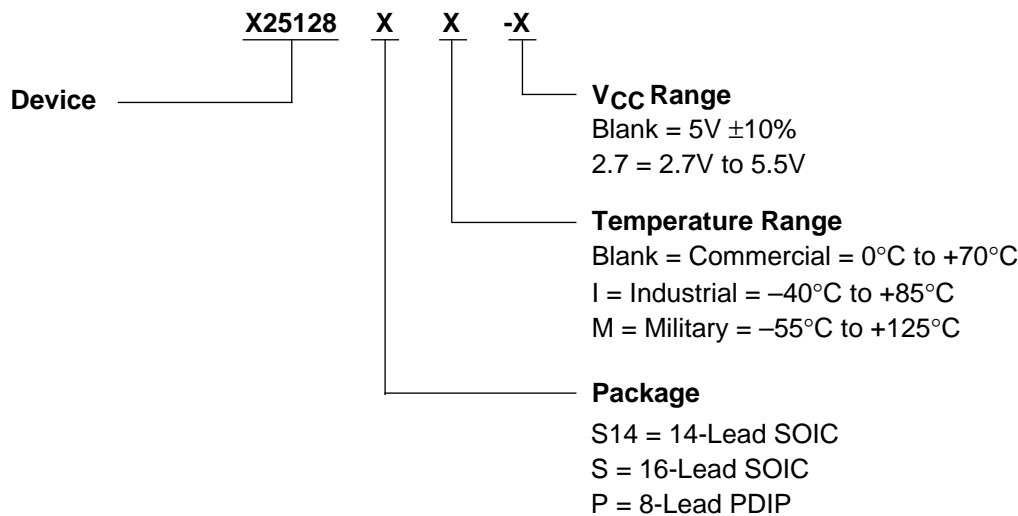 X25128 X X -X
Device
VCC Range
Blank = 5V ±10%
2.7 = 2.7V to 5.5V
Temperature Range
Blank = Commercial = 0°C to +70°C
I = Industrial = –40°C to +85°C
M = Military = –55°C to +125°C
Package
S14 = 14-Lead SOIC
S = 16-Lead SOIC
P = 8-Lead PDIP